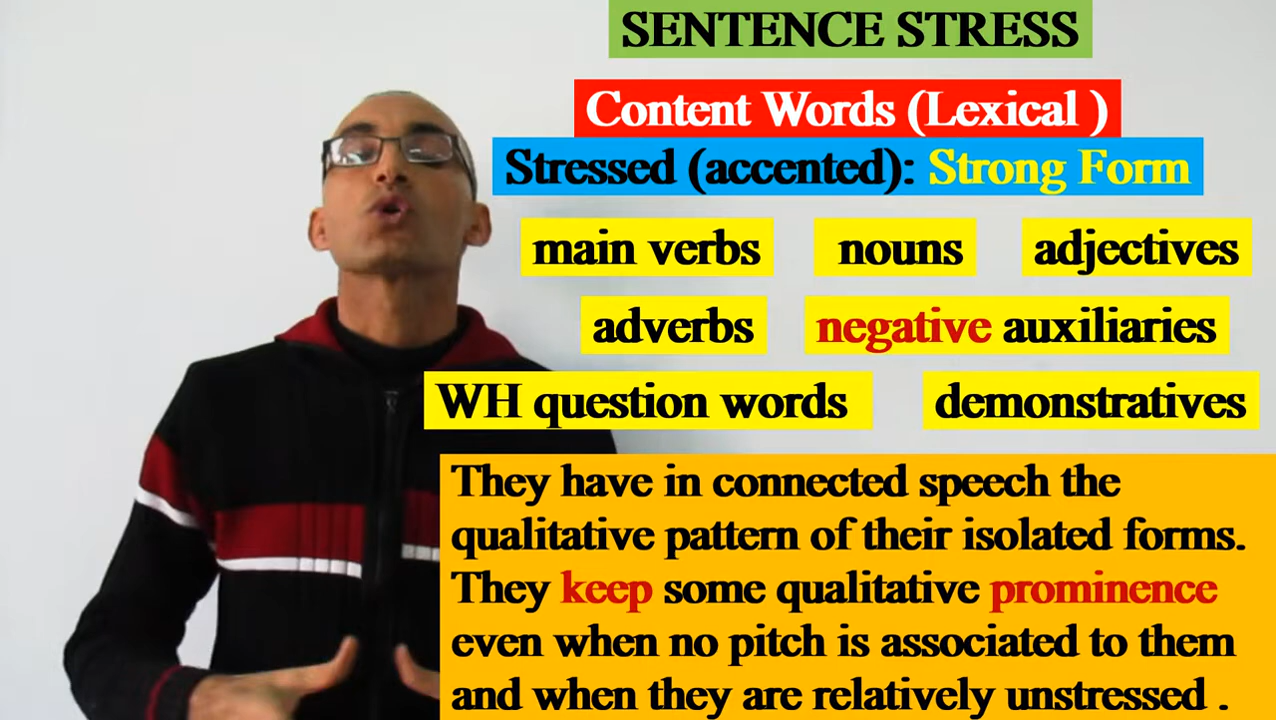 SENTENCE STRESS
Content Words (Lexical )
Stressed (accented): Strong Form
main verbs nouns adjectives
adverbs negative auxiliaries
WH question words demonstratives
They have in connected speech the
qualitative pattern of their isolated forms.
They keep some qualitative prominence
even when no pitch is associated to them
and when they are relatively unstressed .